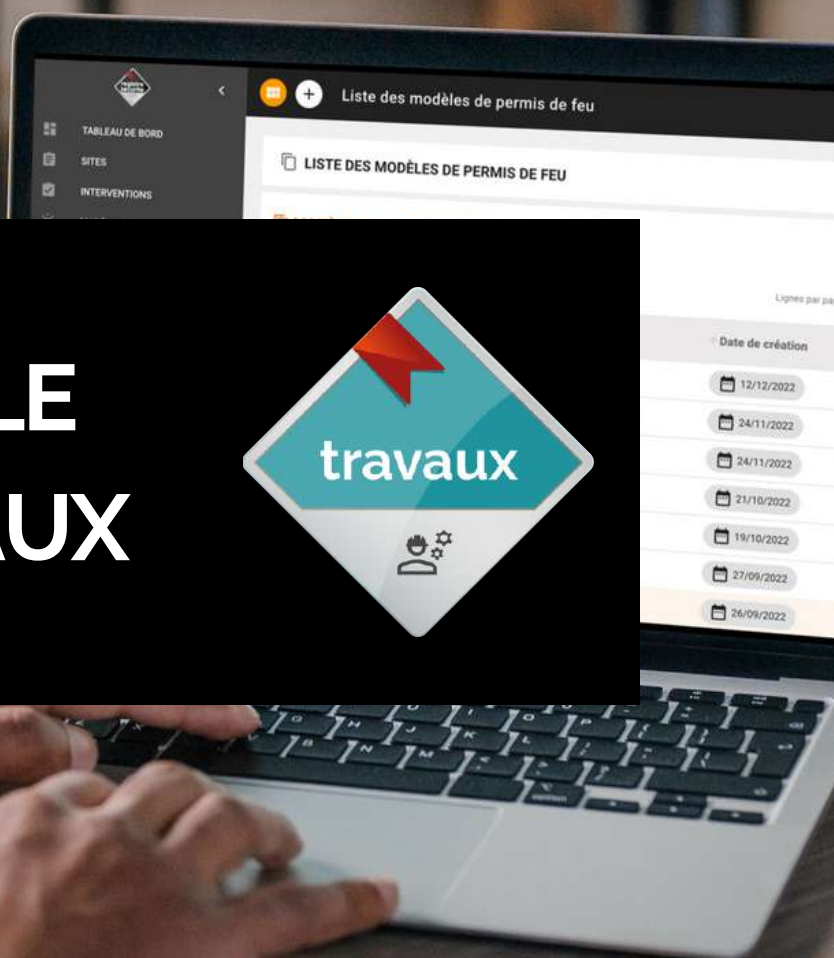 Liste des modèles de permis de feu
TABLEAU DE BORD
SITES
INTERVENTIONS
LISTE DES MODÈLES DE PERMIS DE FEU
Lignes par
Date de création
12/12/2022
24/11/2022
24/11/2022
21/10/2022
19/10/2022
27/09/2022
26/09/2022
LE
AUX
travaux